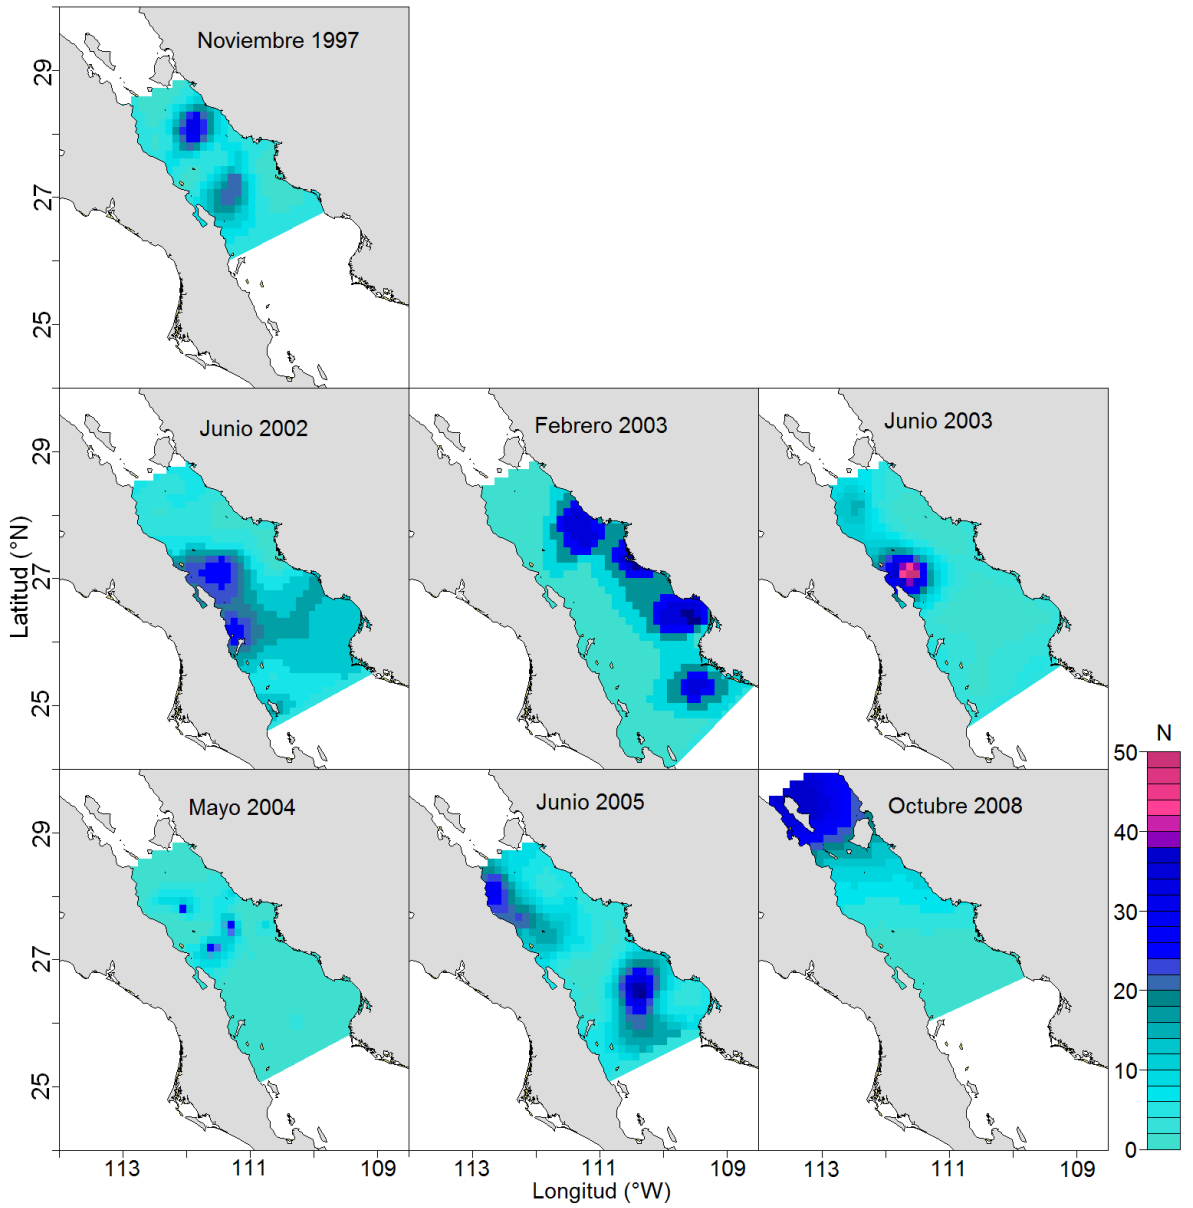 Noviembre 1997
29
27
25
Junio 2002
Febrero 2003
Junio 2003
29
27
25
Latitud (°N)
N
50
40
30
20
10
0
Mayo 2004
Junio 2005
Octubre 2008
29
27
25
113
111
109
113
111
109
113
111
109
Longitud (°W)